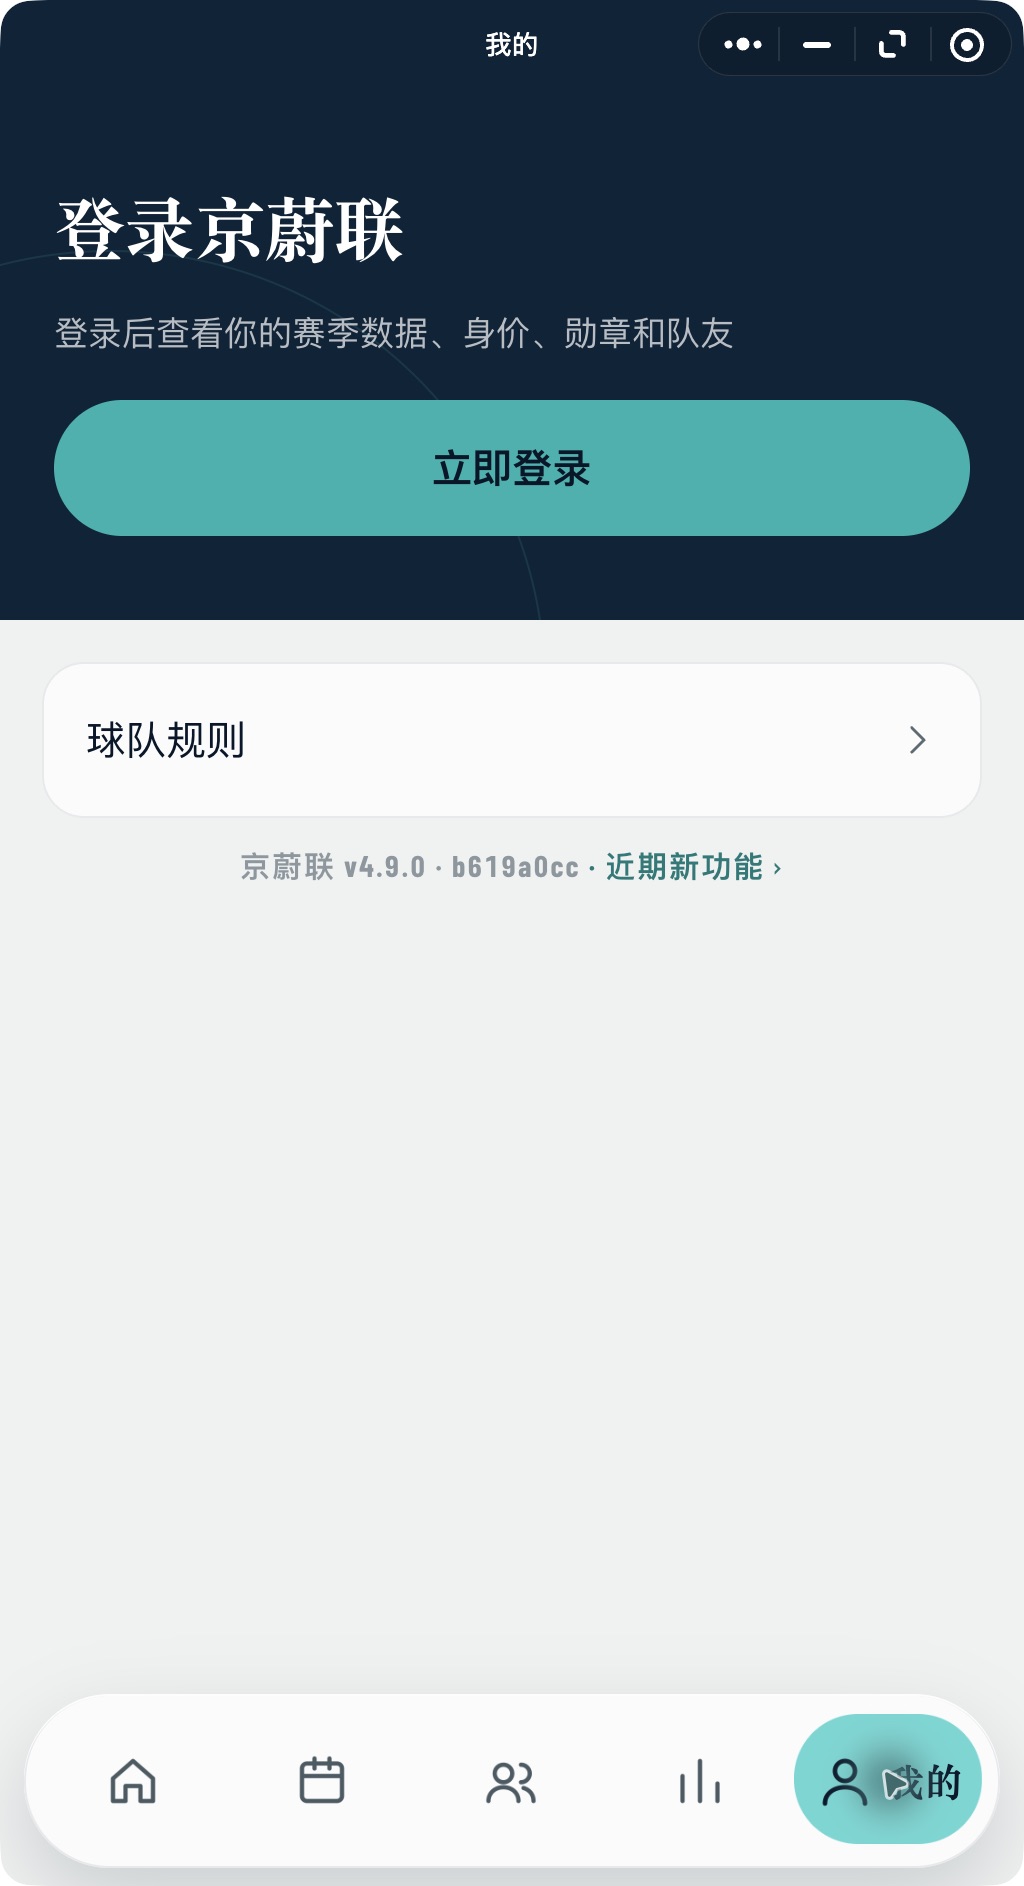 我的
登录京蔚联
登录后查看你的赛季数据、身价、勋章和队友
立即登录
球队规则
京蔚联 v4.9.0 · b619a0cc · 近期新功能 ›
我的